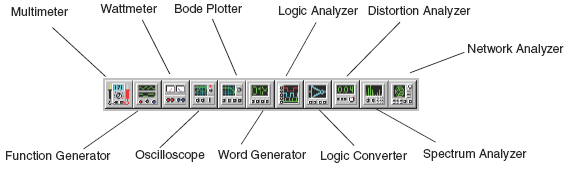 Multimeter
Wattmeter
Bode Plotter
Logic Analyzer
Distortion Analyzer
Network Analyzer
Function Generator
Oscilloscope
Word Generator
Logic Converter
Spectrum Analyzer